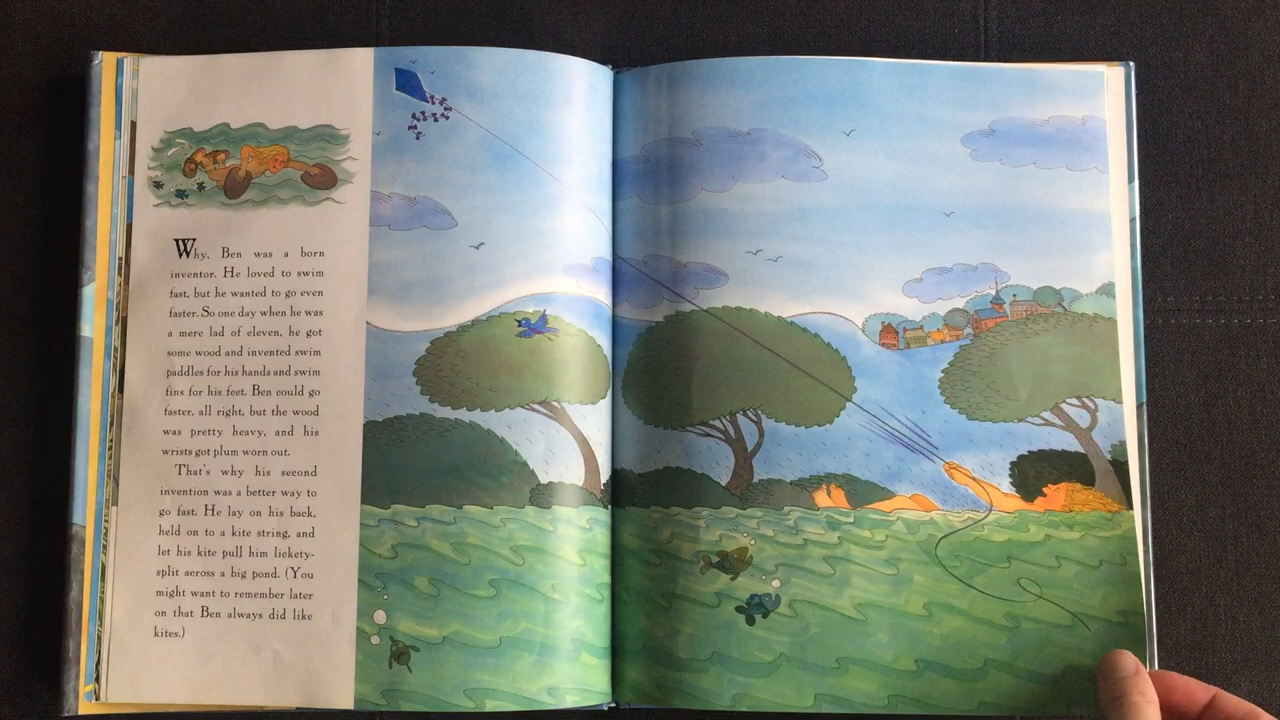 Why, Ben was a born
inventor. He loved to swim
fast, but he wanted to go even
faster. So one day when he was
a mere lad of eleven, he got
some wood and invented swim
paddles for his hands and swim
fins for his feet. Ben could go
faster, all right, but the wood
was pretty heavy, and his
wrists got plum worn out.
That's why his second
invention was a better way to
go fast. He lay on his back,
held on to a kite string, and
let his kite pull him lickety-
split across a big pond. (You
might want to remember later
on that Ben always did like
kites.)